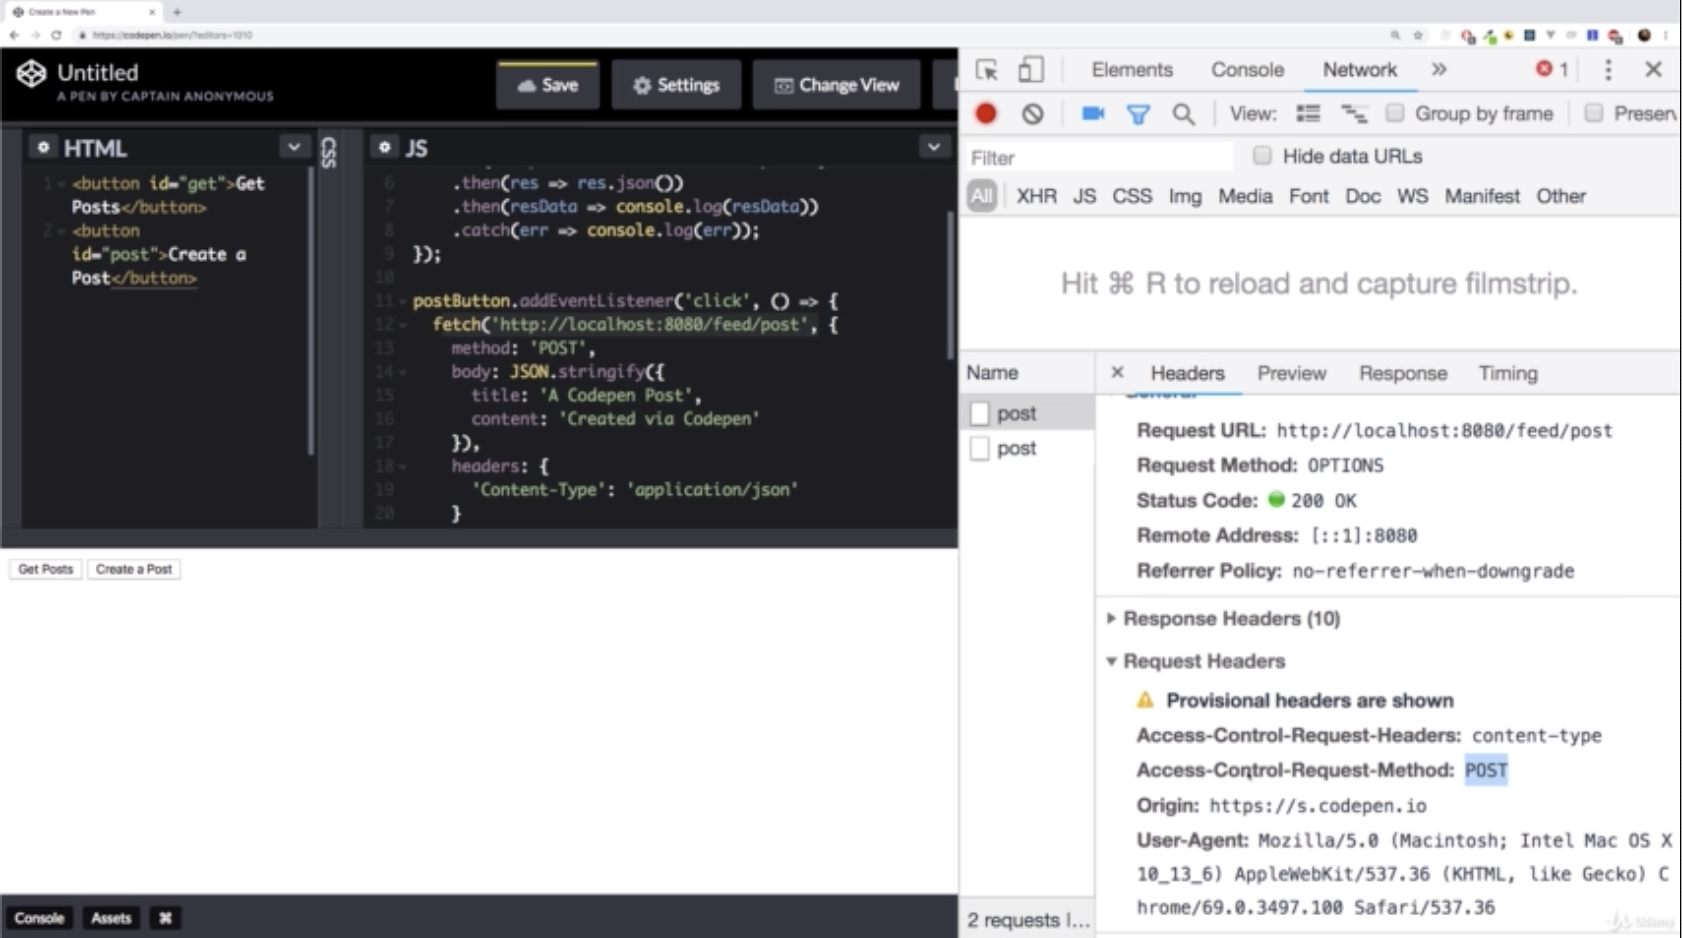 Create a New Pen
https://codepen.io/pen/?editors=1010
Untitled
A PEN BY CAPTAIN ANONYMOUS
Save
Settings
Change View
HTML
CSS
JS
1 <button id="get">Get
Posts</button>
2 <button
id="post">Create a
Post</button>
6 .then(res => res.json())
7 .then(resData => console.log(resData))
8 .catch(err => console.log(err));
9 });
10
11 postButton.addEventListener('click', () => {
12 fetch('http://localhost:8080/feed/post', {
13 method: 'POST',
14 body: JSON.stringify({
15 title: 'A Codepen Post',
16 content: 'Created via Codepen'
17 }),
18 headers: {
19 'Content-Type': 'application/json'
20 }
Get Posts
Create a Post
Console
Assets
⌘
Elements
Console
Network
»
1
View:
Group by frame
Preserv
Filter
Hide data URLs
All
XHR
JS
CSS
Img
Media
Font
Doc
WS
Manifest
Other
Hit ⌘ R to reload and capture filmstrip.
Name
post
post
2 requests I...
Headers
Preview
Response
Timing
General
Request URL: http://localhost:8080/feed/post
Request Method: OPTIONS
Status Code: 200 OK
Remote Address: [::1]:8080
Referrer Policy: no-referrer-when-downgrade
Response Headers (10)
Request Headers
Provisional headers are shown
Access-Control-Request-Headers: content-type
Access-Control-Request-Method: POST
Origin: https://s.codepen.io
User-Agent: Mozilla/5.0 (Macintosh; Intel Mac OS X
10_13_6) AppleWebKit/537.36 (KHTML, like Gecko) C
hrome/69.0.3497.100 Safari/537.36
Udemy